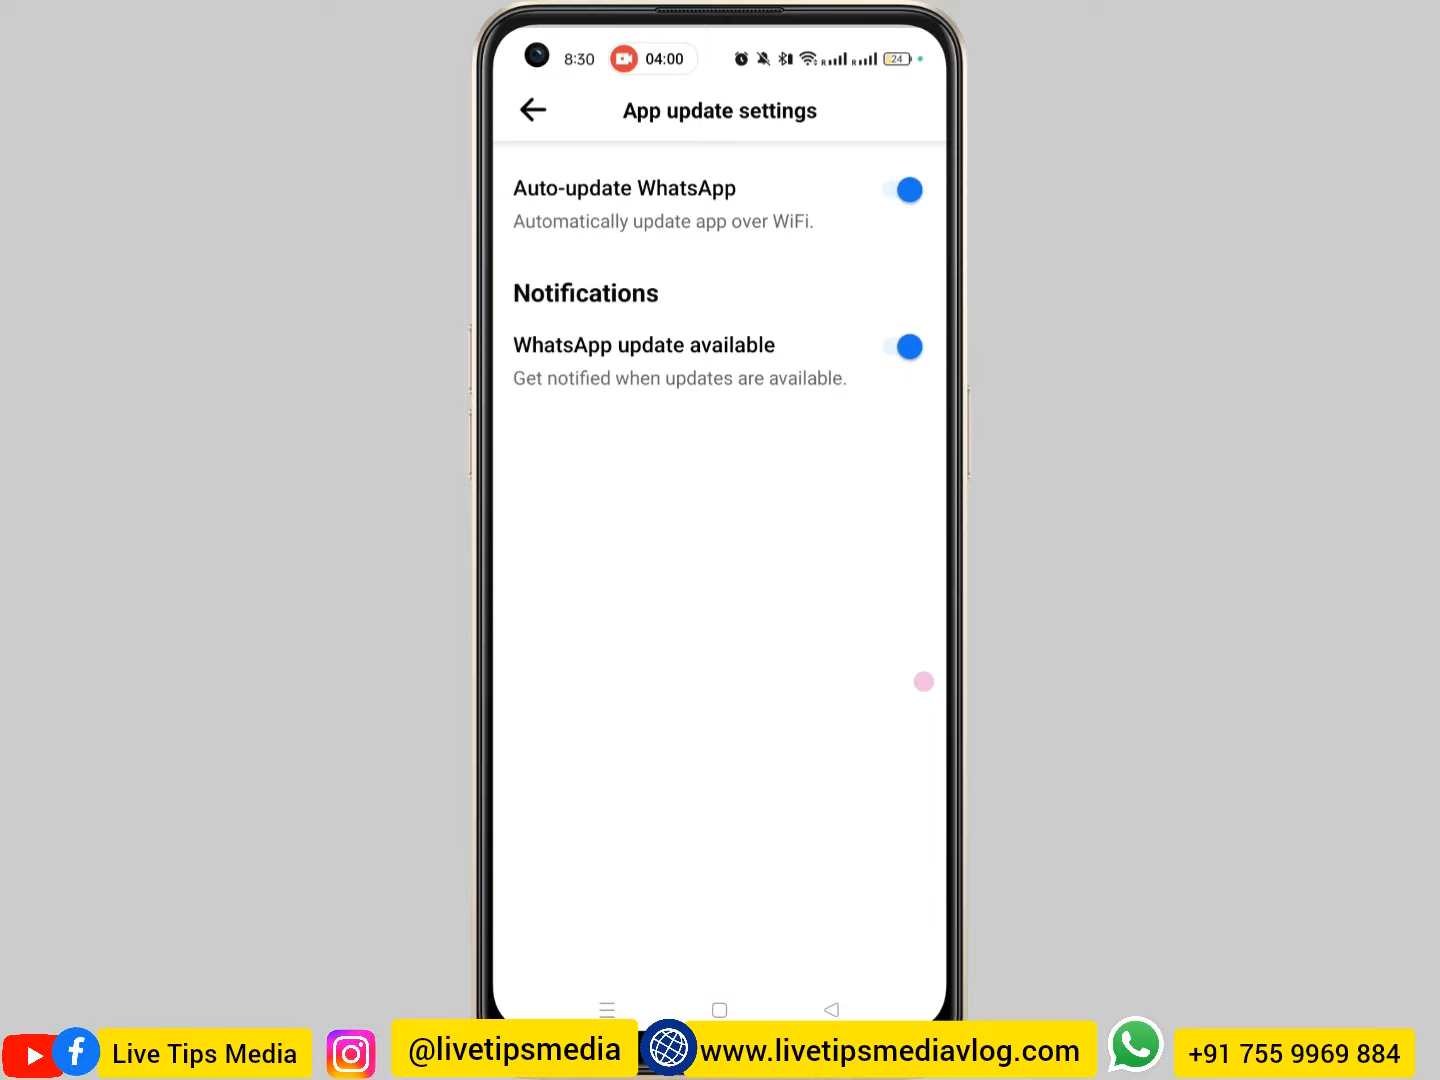 8:30 04:00 R R 24
App update settings
Auto-update WhatsApp
Automatically update app over WiFi.
Notifications
WhatsApp update available
Get notified when updates are available.
Live Tips Media @livetipsmedia www.livetipsmediavlog.com +91 755 9969 884